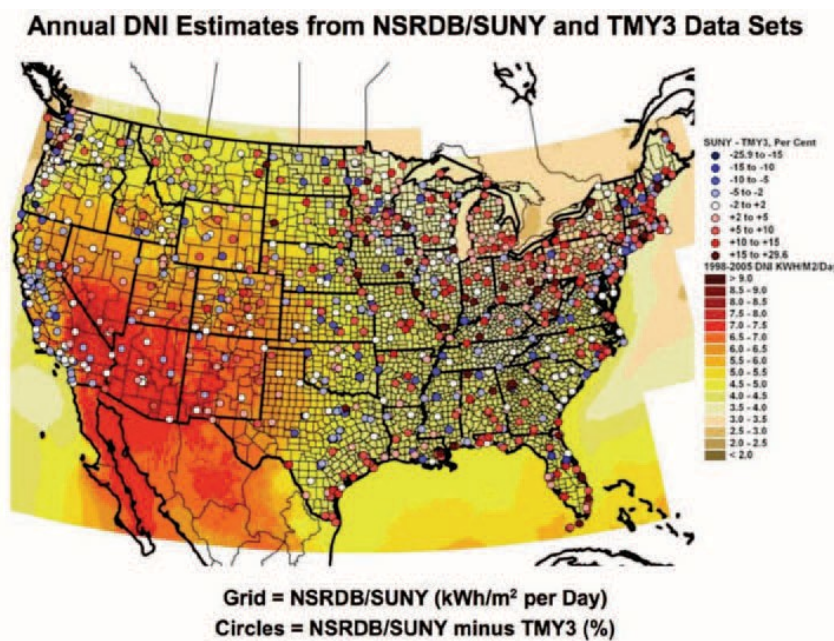 Annual DNI Estimates from NSRDB/SUNY and TMY3 Data Sets
SUNY - TMY3, Per Cent
-25.9 to -15
-15 to -10
-10 to -5
-5 to -2
-2 to +2
+2 to +5
+5 to +10
+10 to +15
+15 to +29.6
1998-2005 DNI KWH/M2/Day
> 9.0
8.5 - 9.0
8.0 - 8.5
7.5 - 8.0
7.0 - 7.5
6.5 - 7.0
6.0 - 6.5
5.5 - 6.0
5.0 - 5.5
4.5 - 5.0
4.0 - 4.5
3.5 - 4.0
3.0 - 3.5
2.5 - 3.0
2.0 - 2.5
< 2.0
Grid = NSRDB/SUNY (kWh/m² per Day)
Circles = NSRDB/SUNY minus TMY3 (%)